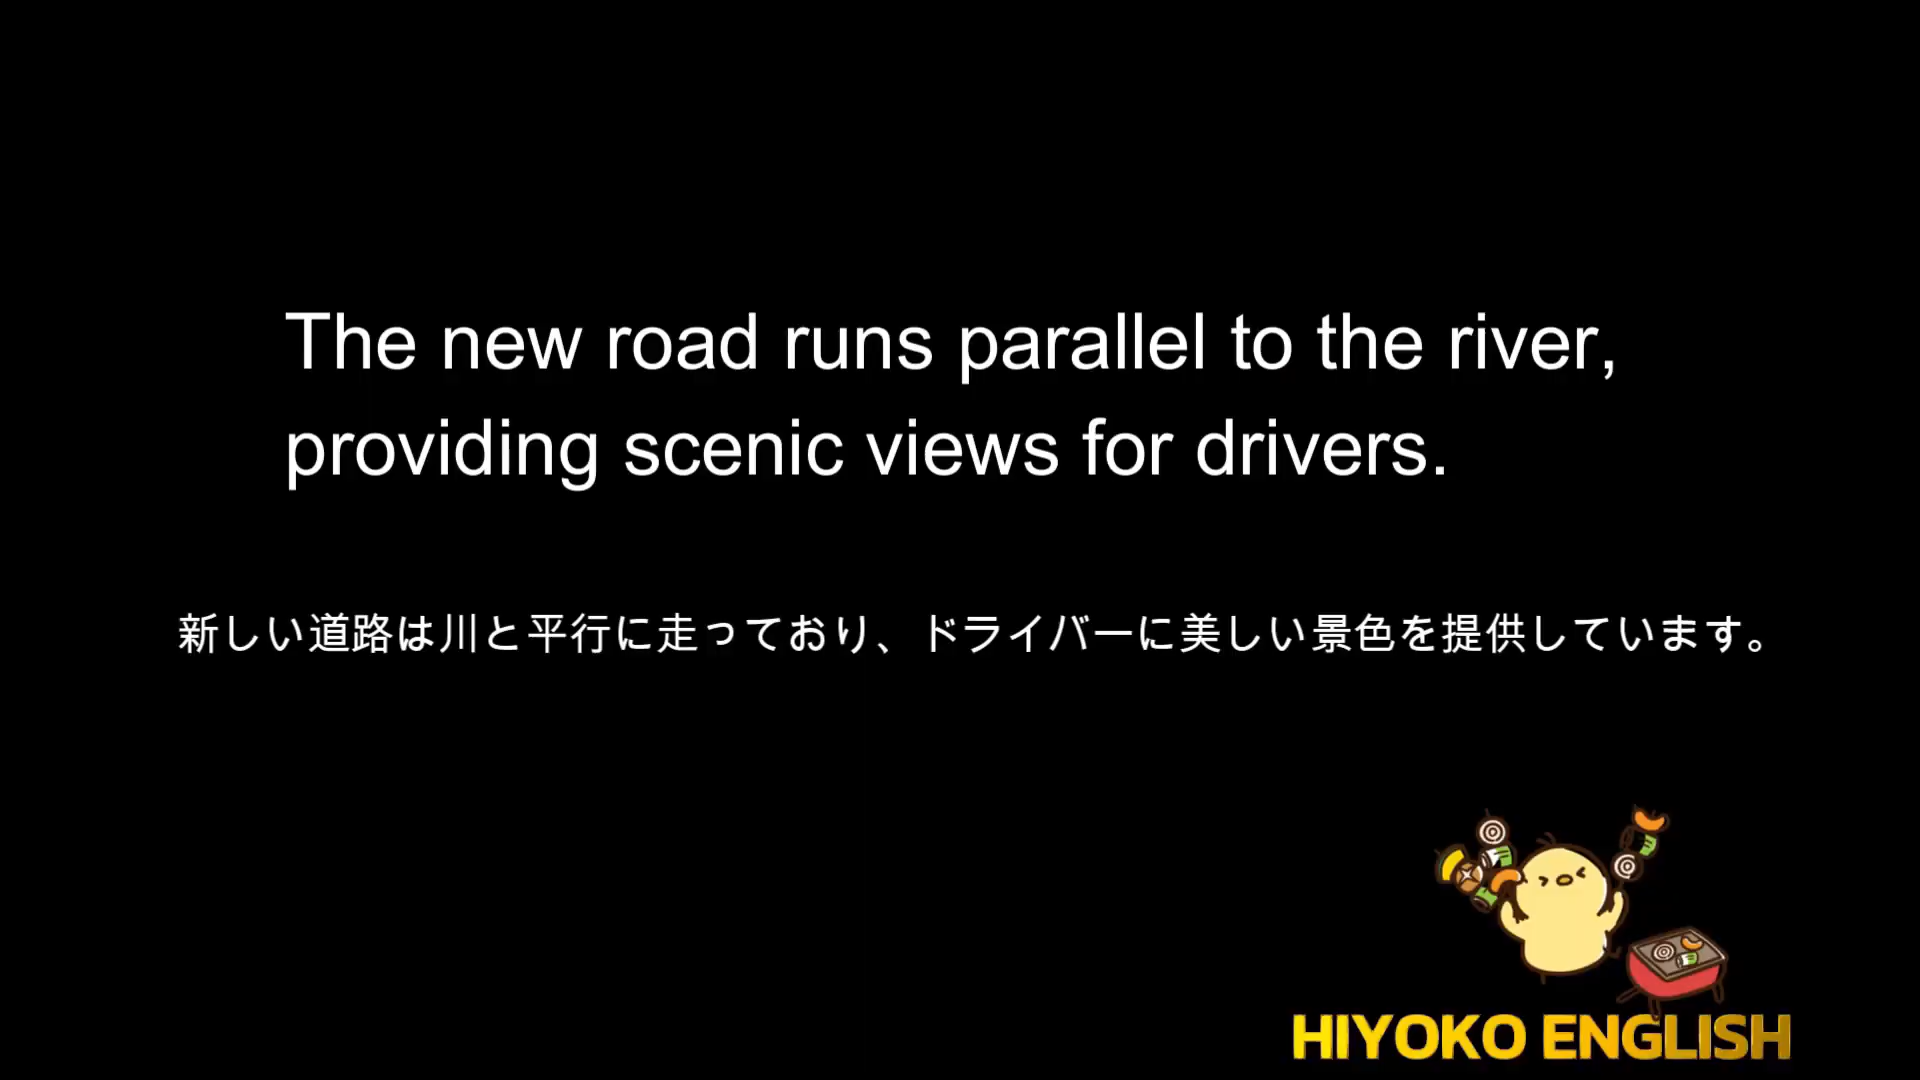 The new road runs parallel to the river,
providing scenic views for drivers.
新しい道路は川と平行に走っており、ドライバーに美しい景色を提供しています。
HIYOKO ENGLISH